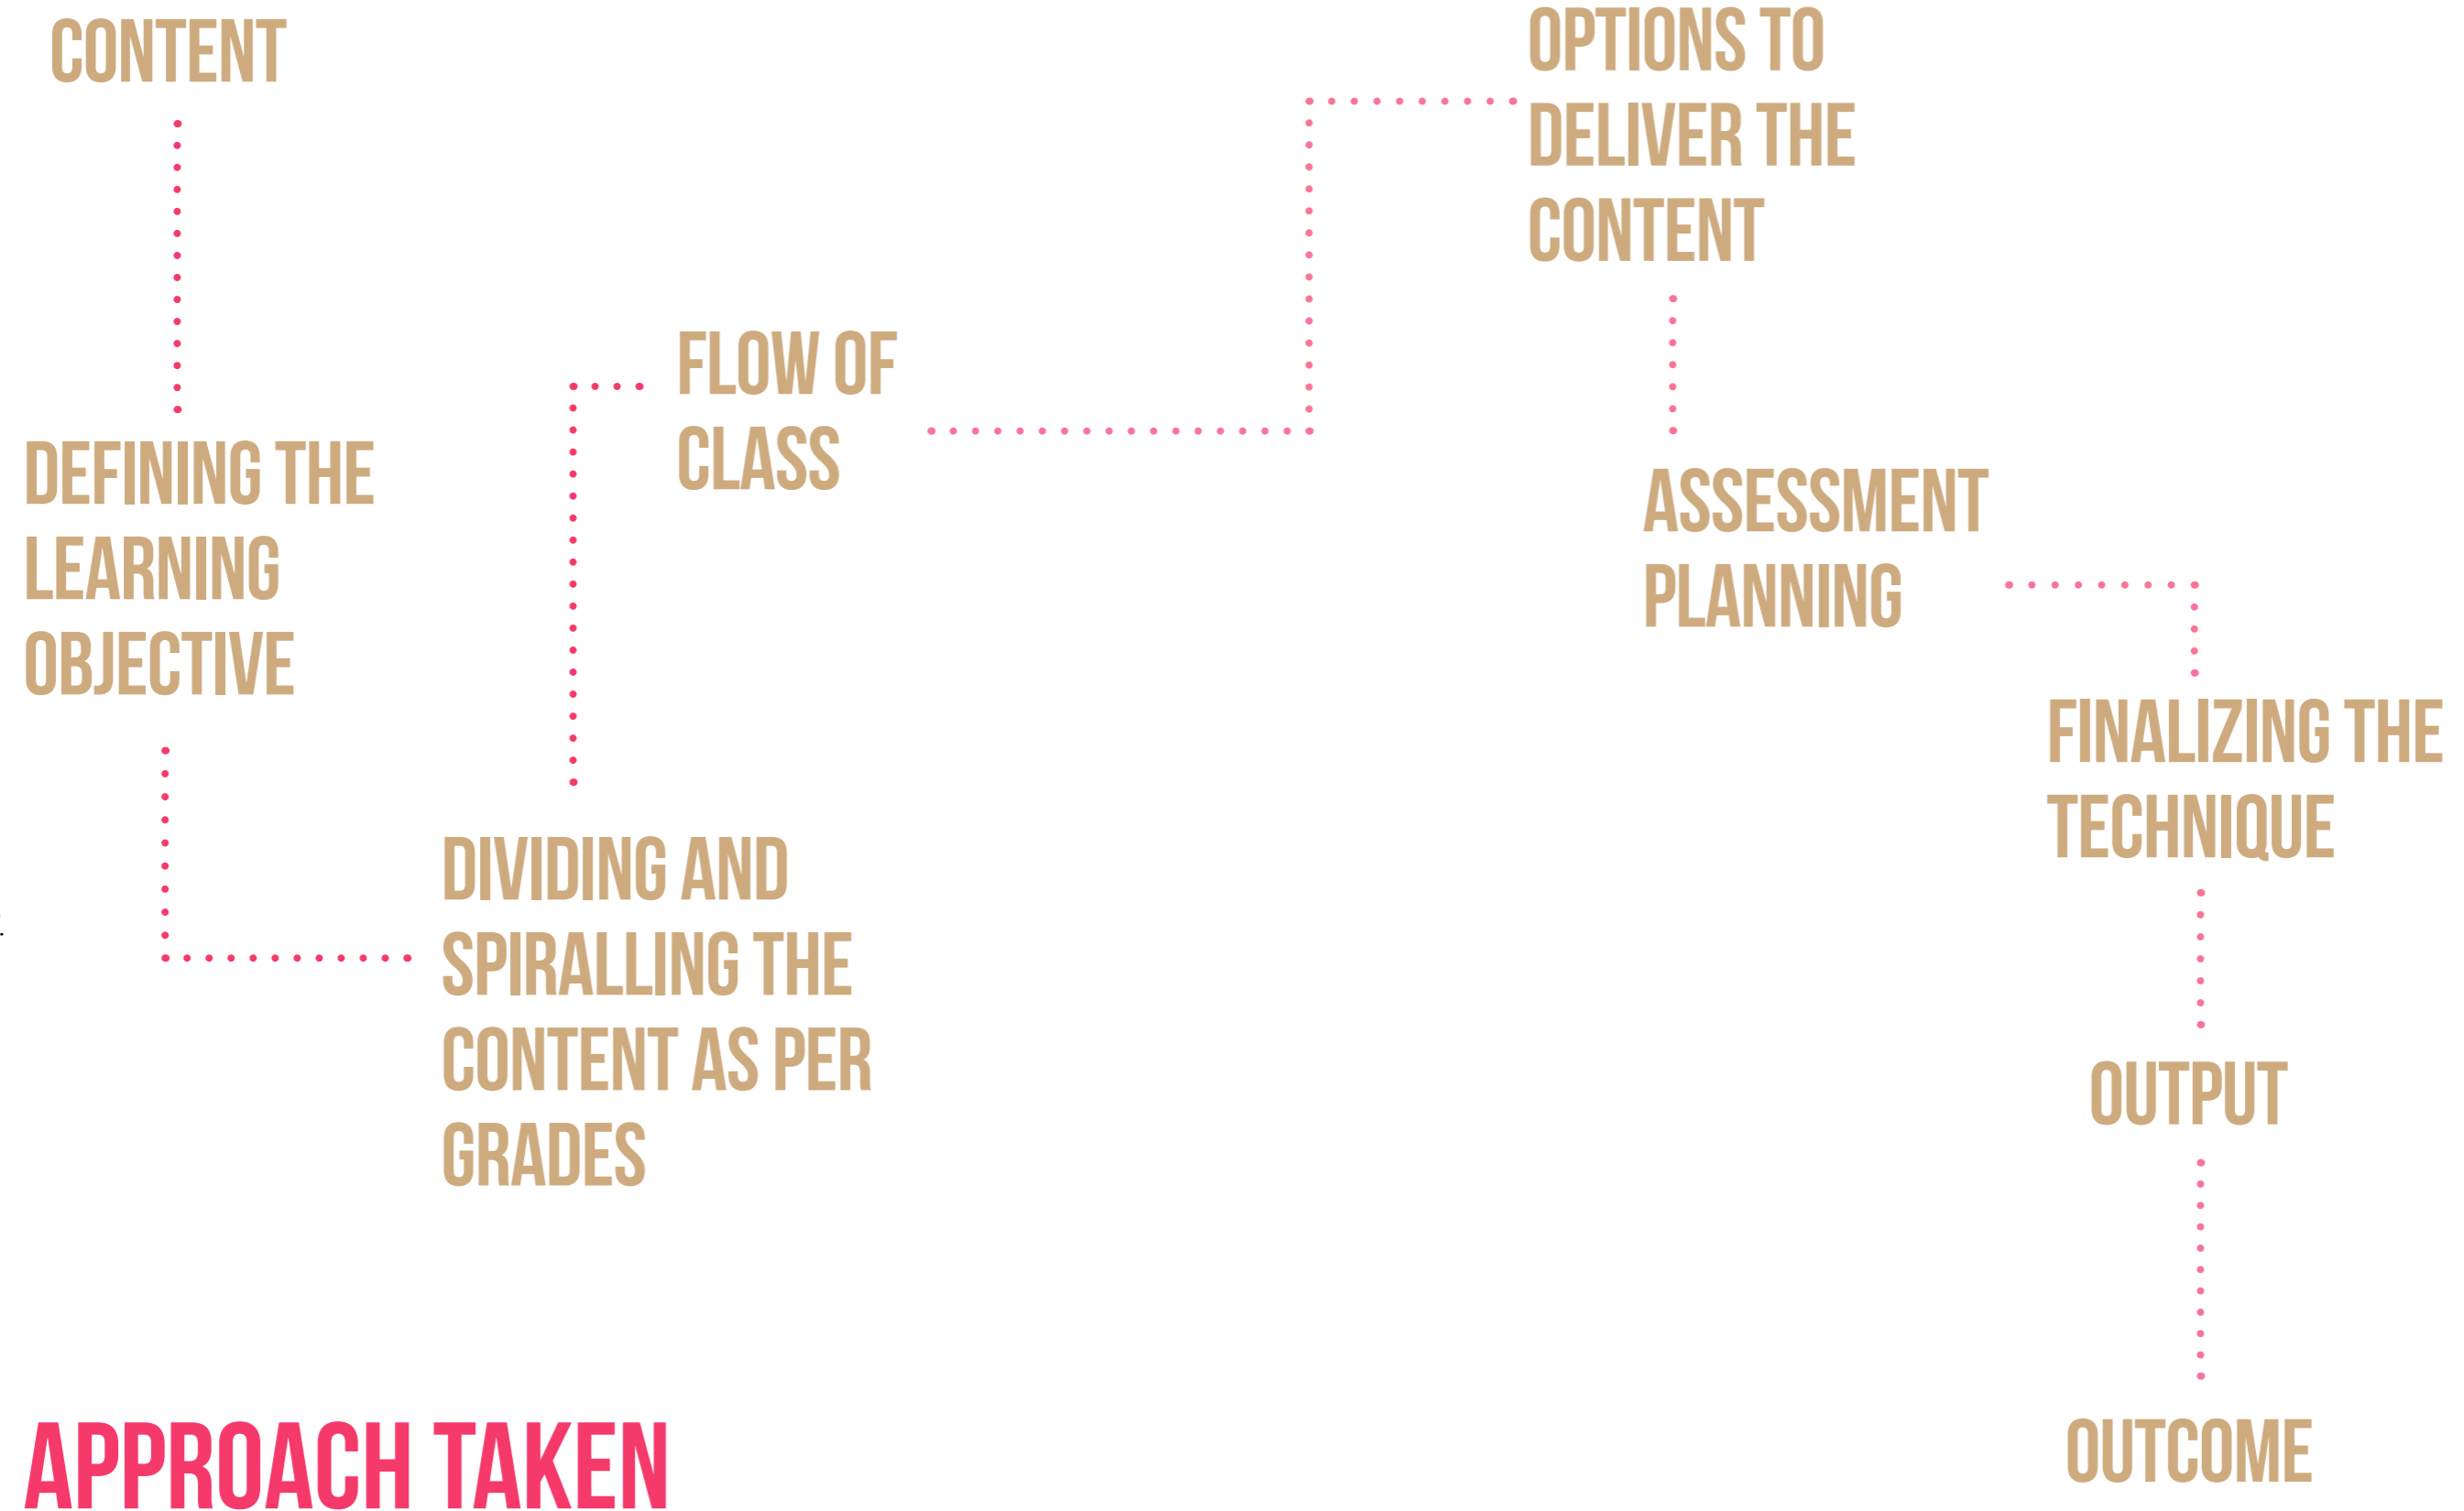 CONTENT
DEFINING THE
LEARNING
OBJECTIVE
DIVIDING AND
SPIRALLING THE
CONTENT AS PER
GRADES
FLOW OF
CLASS
OPTIONS TO
DELIVER THE
CONTENT
ASSESSMENT
PLANNING
FINALIZING THE
TECHNIQUE
OUTPUT
OUTCOME
APPROACH TAKEN